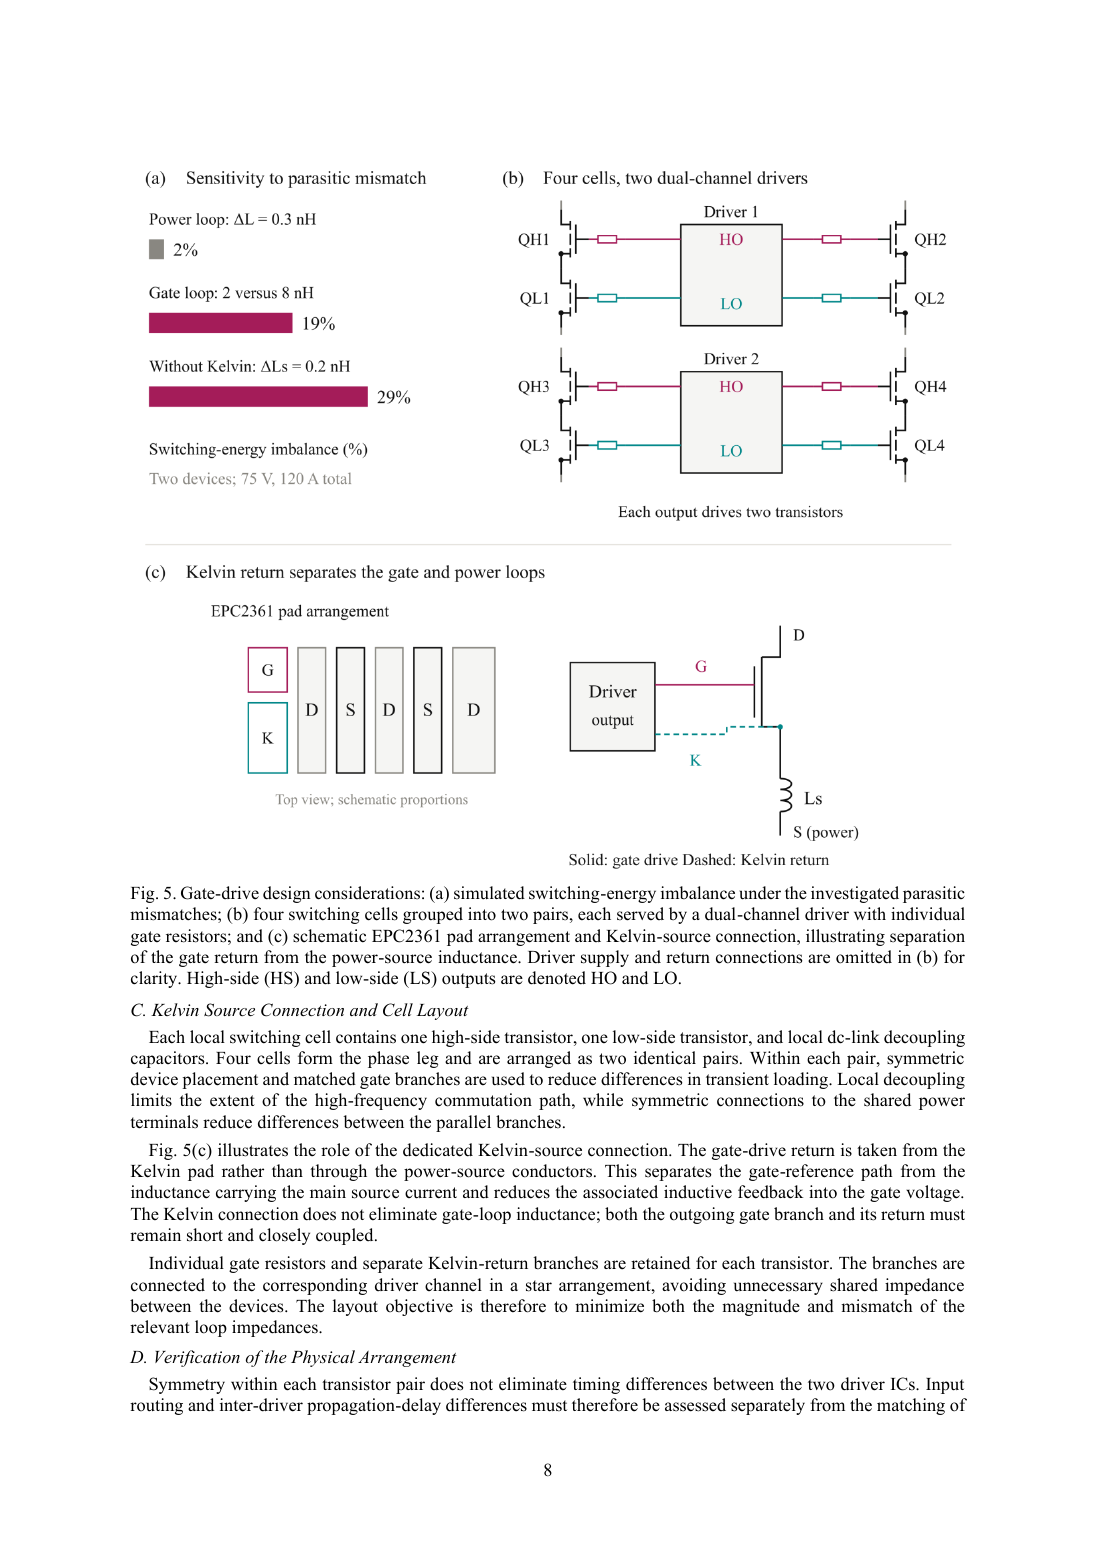 (a) Sensitivity to parasitic mismatch
Power loop: ΔL = 0.3 nH
2%
Gate loop: 2 versus 8 nH
19%
Without Kelvin: ΔLs = 0.2 nH
29%
Switching-energy imbalance (%)
Two devices; 75 V, 120 A total
(b) Four cells, two dual-channel drivers
Driver 1
QH1 HO QH2
QL1 LO QL2
Driver 2
QH3 HO QH4
QL3 LO QL4
Each output drives two transistors
(c) Kelvin return separates the gate and power loops
EPC2361 pad arrangement
G
K
D S D S D
Top view; schematic proportions
D
G
Driver
output
K
Ls
S (power)
Solid: gate drive Dashed: Kelvin return
Fig. 5. Gate-drive design considerations: (a) simulated switching-energy imbalance under the investigated parasitic
mismatches; (b) four switching cells grouped into two pairs, each served by a dual-channel driver with individual
gate resistors; and (c) schematic EPC2361 pad arrangement and Kelvin-source connection, illustrating separation
of the gate return from the power-source inductance. Driver supply and return connections are omitted in (b) for
clarity. High-side (HS) and low-side (LS) outputs are denoted HO and LO.
C. Kelvin Source Connection and Cell Layout
Each local switching cell contains one high-side transistor, one low-side transistor, and local dc-link decoupling
capacitors. Four cells form the phase leg and are arranged as two identical pairs. Within each pair, symmetric
device placement and matched gate branches are used to reduce differences in transient loading. Local decoupling
limits the extent of the high-frequency commutation path, while symmetric connections to the shared power
terminals reduce differences between the parallel branches.
Fig. 5(c) illustrates the role of the dedicated Kelvin-source connection. The gate-drive return is taken from the
Kelvin pad rather than through the power-source conductors. This separates the gate-reference path from the
inductance carrying the main source current and reduces the associated inductive feedback into the gate voltage.
The Kelvin connection does not eliminate gate-loop inductance; both the outgoing gate branch and its return must
remain short and closely coupled.
Individual gate resistors and separate Kelvin-return branches are retained for each transistor. The branches are
connected to the corresponding driver channel in a star arrangement, avoiding unnecessary shared impedance
between the devices. The layout objective is therefore to minimize both the magnitude and mismatch of the
relevant loop impedances.
D. Verification of the Physical Arrangement
Symmetry within each transistor pair does not eliminate timing differences between the two driver ICs. Input
routing and inter-driver propagation-delay differences must therefore be assessed separately from the matching of
8